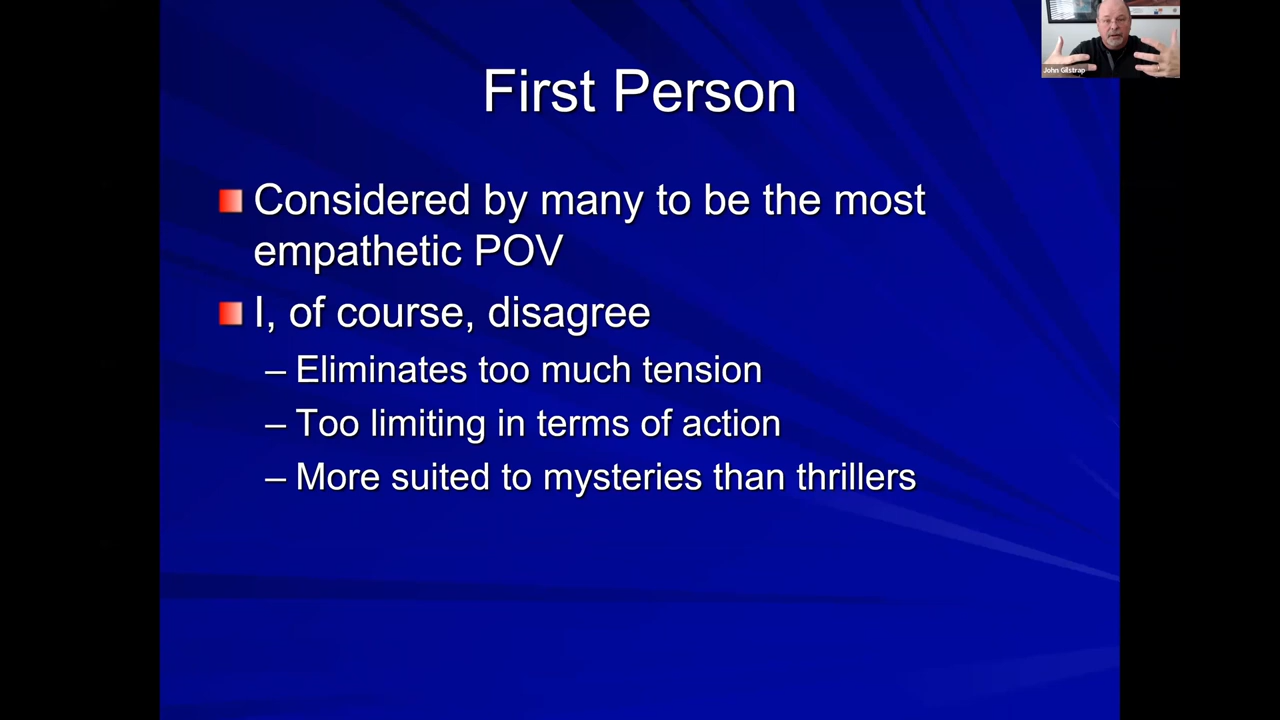 First Person
Considered by many to be the most
empathetic POV
I, of course, disagree
– Eliminates too much tension
– Too limiting in terms of action
– More suited to mysteries than thrillers
John Gilstrap